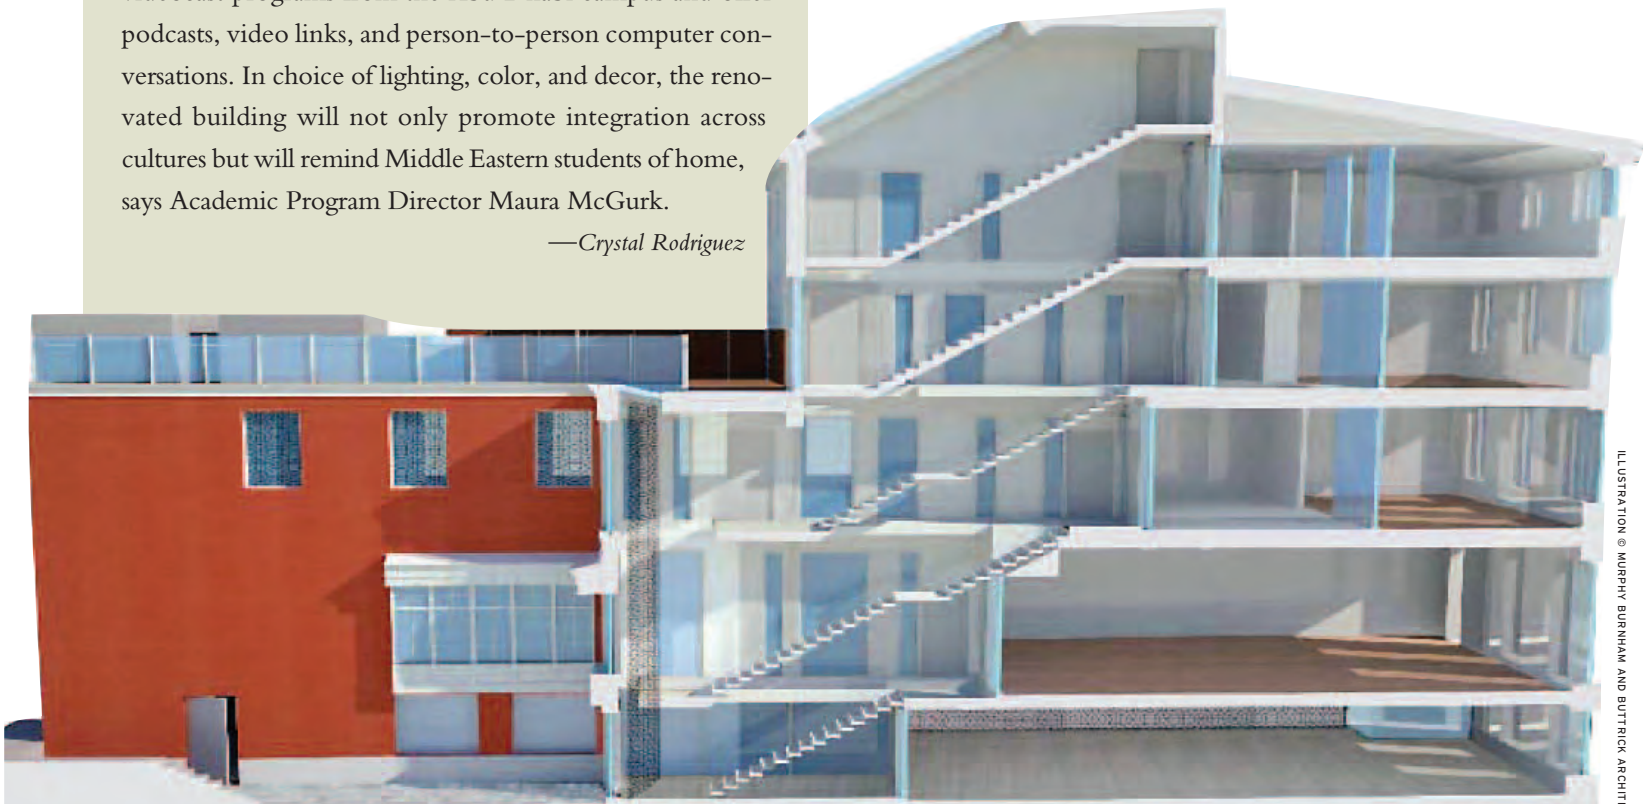 podcasts, video links, and person-to-person computer con-
versations. In choice of lighting, color, and decor, the reno-
vated building will not only promote integration across
cultures but will remind Middle Eastern students of home,
says Academic Program Director Maura McGurk.
—Crystal Rodriguez
ILLUSTRATION © MURPHY BURNHAM AND BUTTRICK